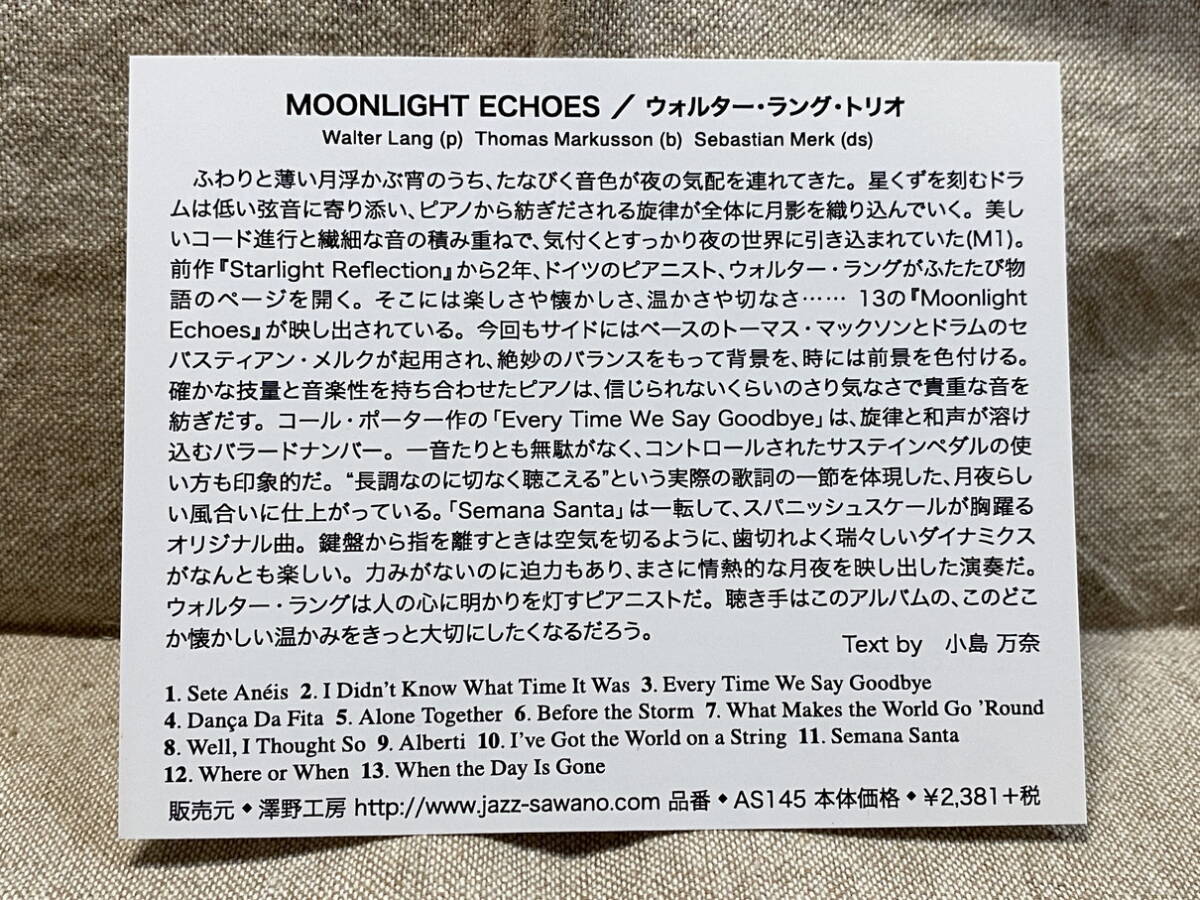 MOONLIGHT ECHOES / ウォルター・ラング・トリオ
Walter Lang (p) Thomas Markusson (b) Sebastian Merk (ds)
ふわりと薄い月浮かぶ宵のうち、たなびく音色が夜の気配を連れてきた。星くずを刻むドラ
ムは低い弦音に寄り添い、ピアノから紡ぎだされる旋律が全体に月影を織り込んでいく。美し
いコード進行と繊細な音の積み重ねで、気付くとすっかり夜の世界に引き込まれていた(M1)。
前作『Starlight Reflection』から2年、ドイツのピアニスト、ウォルター・ラングがふたたび物
語のページを開く。そこには楽しさや懐かしさ、温かさや切なさ…… 13の『Moonlight
Echoes』が映し出されている。今回もサイドにはベースのトーマス・マックソンとドラムのセ
バスティアン・メルクが起用され、絶妙のバランスをもって背景を、時には前景を色付ける。
確かな技量と音楽性を持ち合わせたピアノは、信じられないくらいのさり気なさで貴重な音を
紡ぎだす。コール・ポーター作の「Every Time We Say Goodbye」は、旋律と和声が溶け
込むバラードナンバー。一音たりとも無駄がなく、コントロールされたサステインペダルの使
い方も印象的だ。“長調なのに切なく聴こえる”という実際の歌詞の一節を体現した、月夜らし
い風合いに仕上がっている。「Semana Santa」は一転して、スパニッシュスケールが胸躍る
オリジナル曲。鍵盤から指を離すときは空気を切るように、歯切れよく瑞々しいダイナミクス
がなんとも楽しい。力みがないのに迫力もあり、まさに情熱的な月夜を映し出した演奏だ。
ウォルター・ラングは人の心に明かりを灯すピアニストだ。聴き手はこのアルバムの、このどこ
か懐かしい温かみをきっと大切にしたくなるだろう。
Text by 小島 万奈
1. Sete Anéis 2. I Didn't Know What Time It Was 3. Every Time We Say Goodbye
4. Dança Da Fita 5. Alone Together 6. Before the Storm 7. What Makes the World Go ’Round
8. Well, I Thought So 9. Alberti 10. I've Got the World on a String 11. Semana Santa
12. Where or When 13. When the Day Is Gone
販売元◆澤野工房 http://www.jazz-sawano.com 品番◆AS145 本体価格◆¥2,381+税